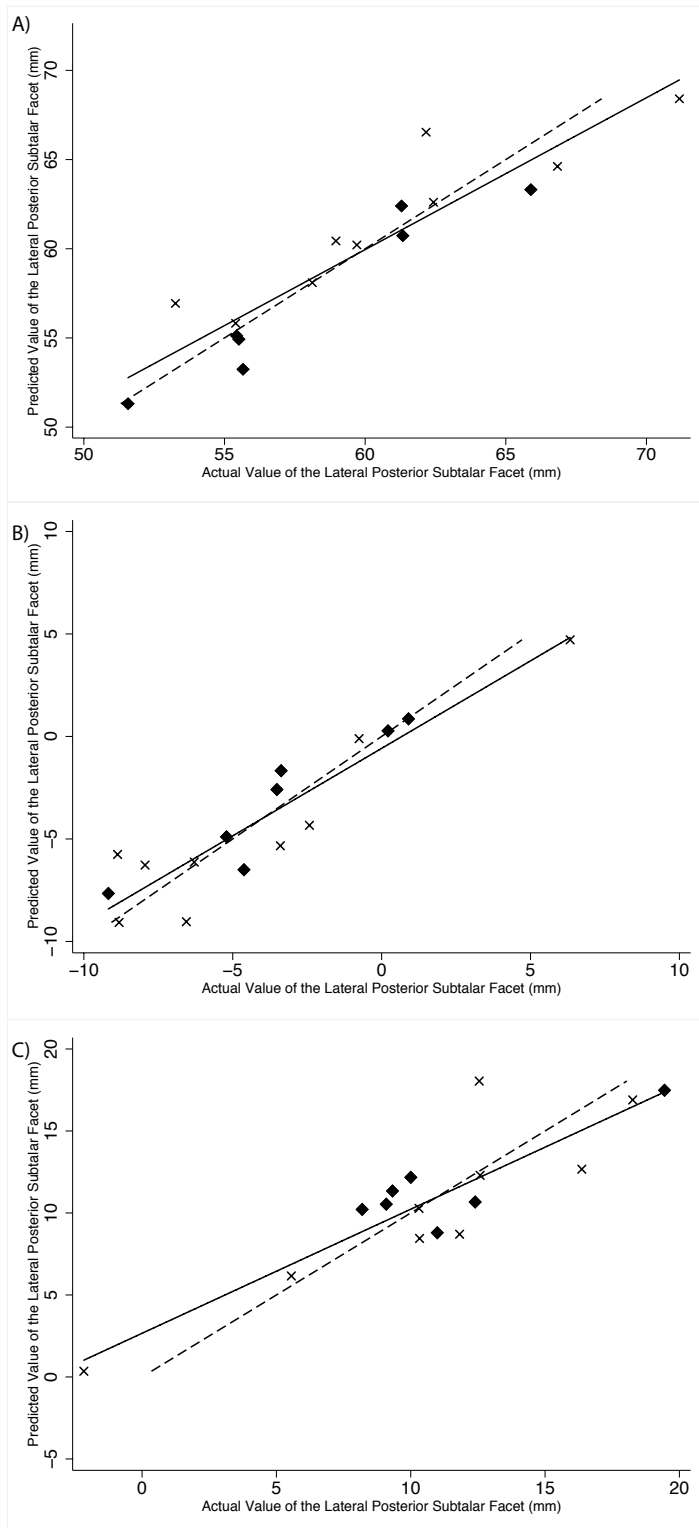 A)
Predicted Value of the Lateral Posterior Subtalar Facet (mm)
70
65
60
55
50
50 55 60 65 70
Actual Value of the Lateral Posterior Subtalar Facet (mm)
B)
Predicted Value of the Lateral Posterior Subtalar Facet (mm)
10
5
0
−5
−10
−10 −5 0 5 10
Actual Value of the Lateral Posterior Subtalar Facet (mm)
C)
Predicted Value of the Lateral Posterior Subtalar Facet (mm)
20
15
10
5
0
−5
0 5 10 15 20
Actual Value of the Lateral Posterior Subtalar Facet (mm)